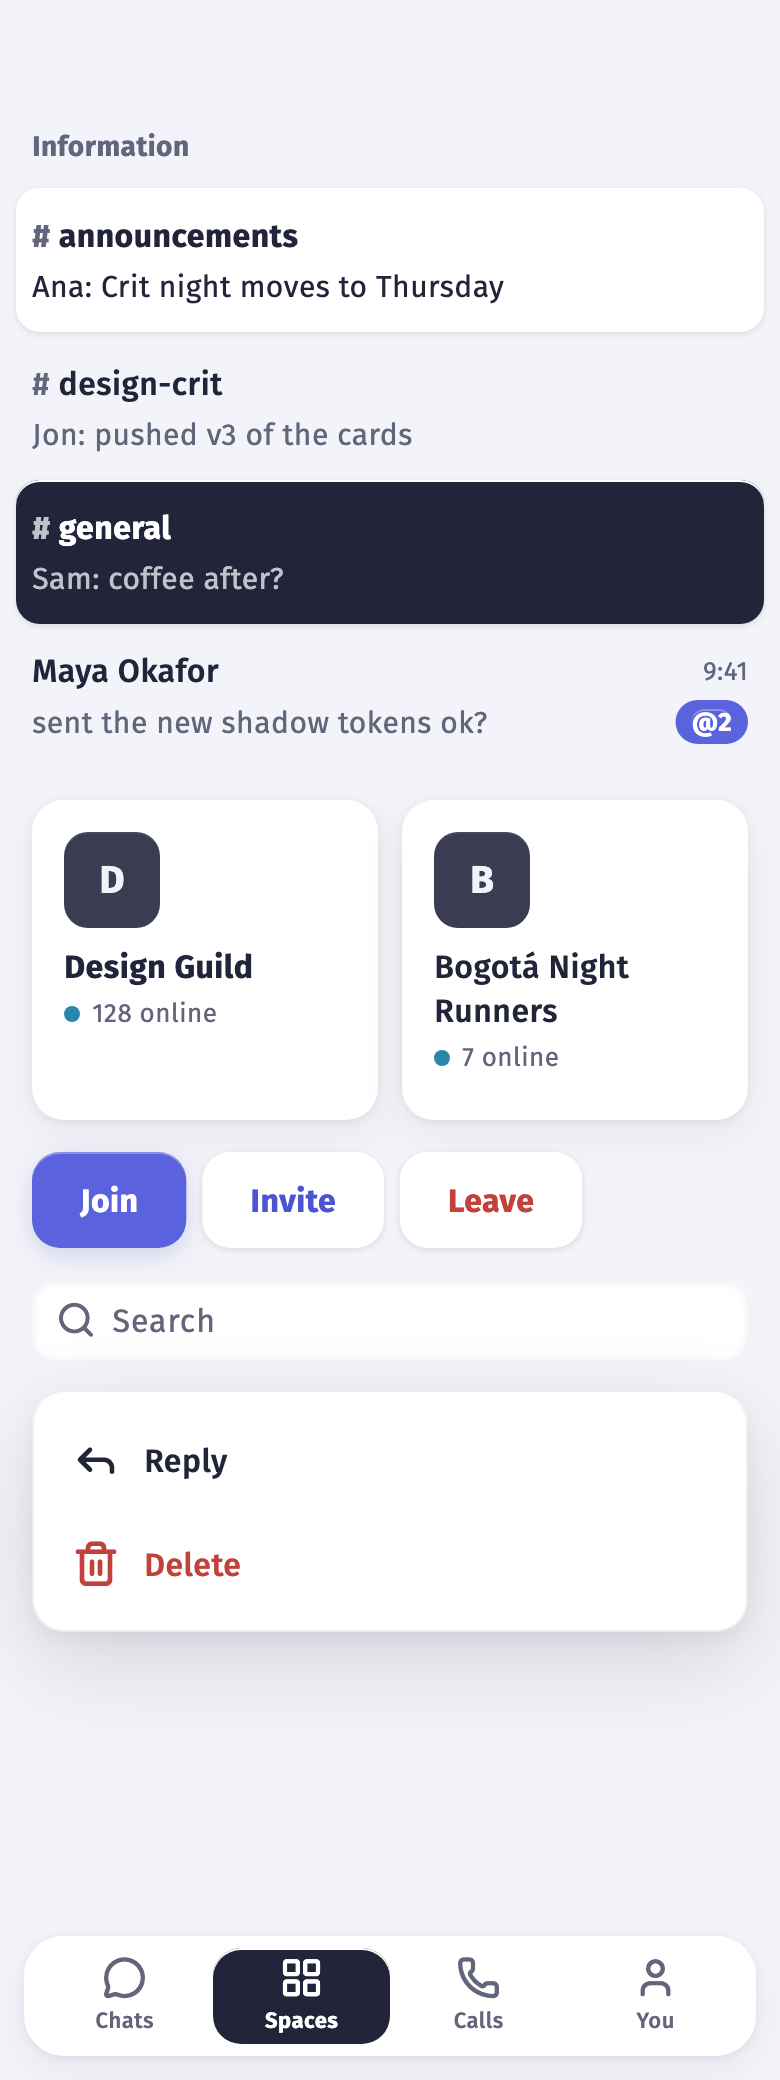 Information
# announcements
Ana: Crit night moves to Thursday
# design-crit
Jon: pushed v3 of the cards
# general
Sam: coffee after?
Maya Okafor
9:41
sent the new shadow tokens ok?
@2
D
Design Guild
128 online
B
Bogotá Night
Runners
7 online
Join
Invite
Leave
Search
Reply
Delete
Chats
Spaces
Calls
You